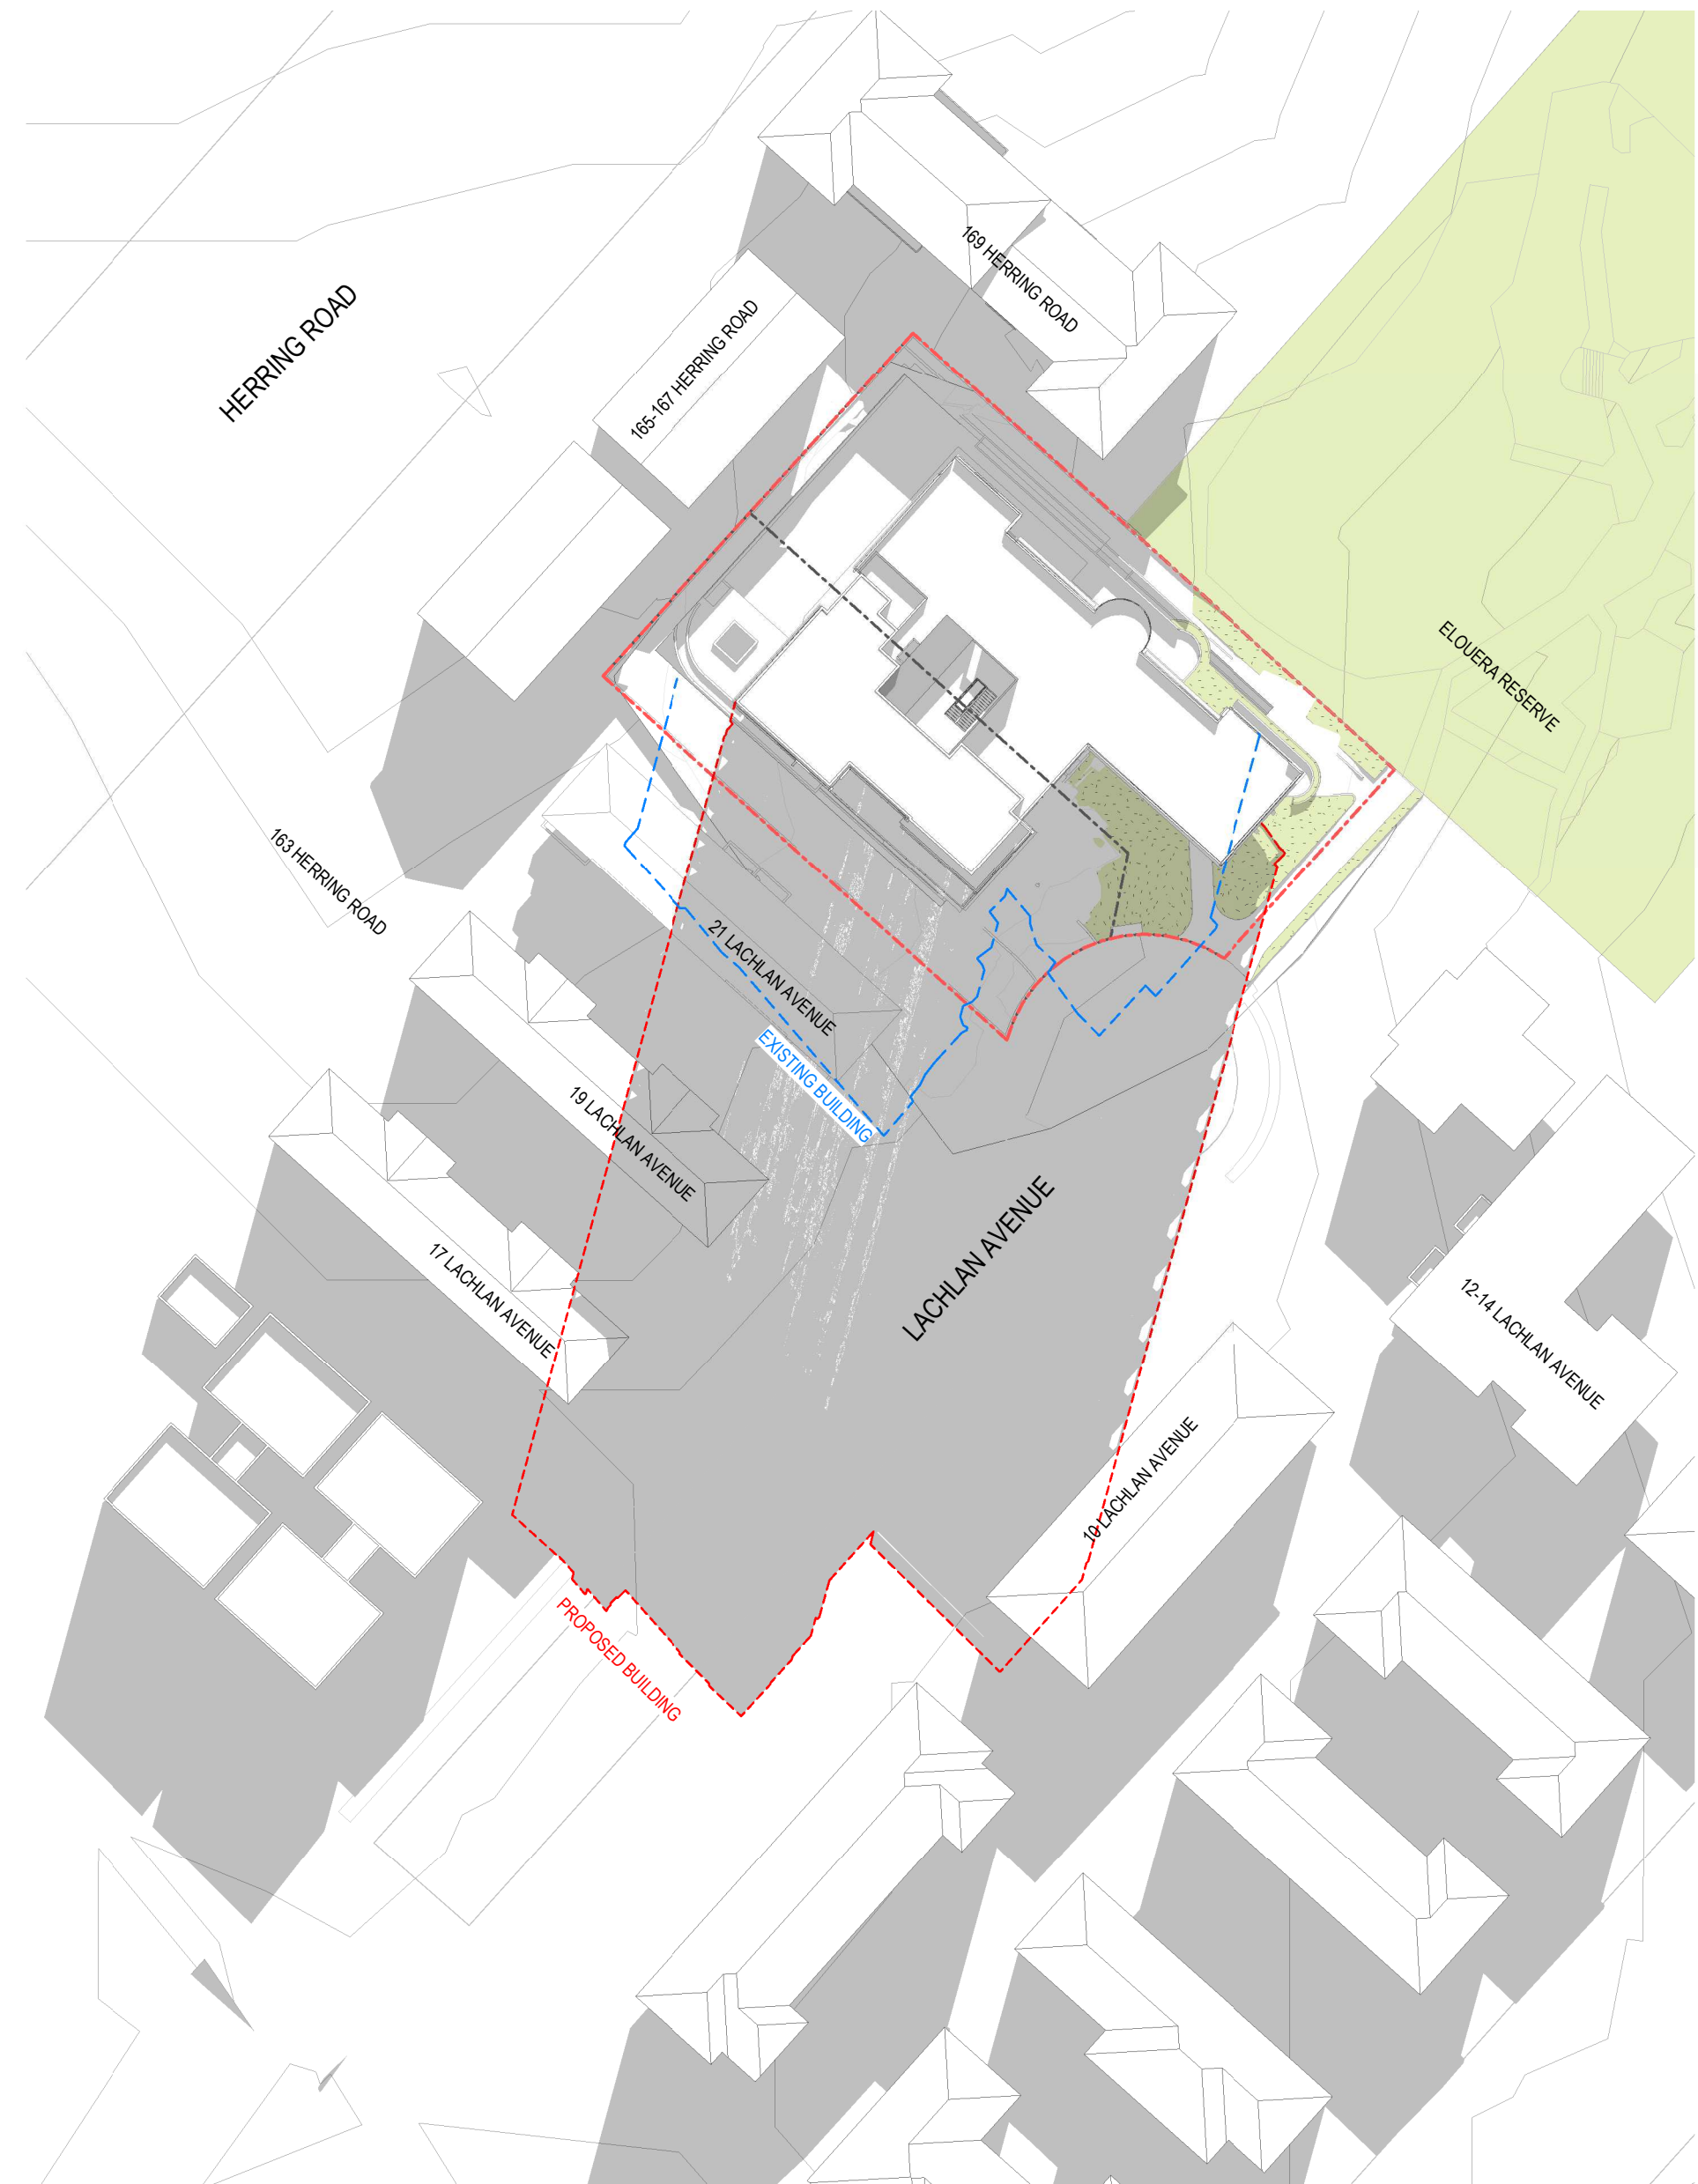 169 HERRING ROAD
HERRING ROAD
165-167 HERRING ROAD
ELOUERA RESERVE
163 HERRING ROAD
21 LACHLAN AVENUE
EXISTING BUILDING
19 LACHLAN AVENUE
LACHLAN AVENUE
17 LACHLAN AVENUE
12-14 LACHLAN AVENUE
10 LACHLAN AVENUE
PROPOSED BUILDING